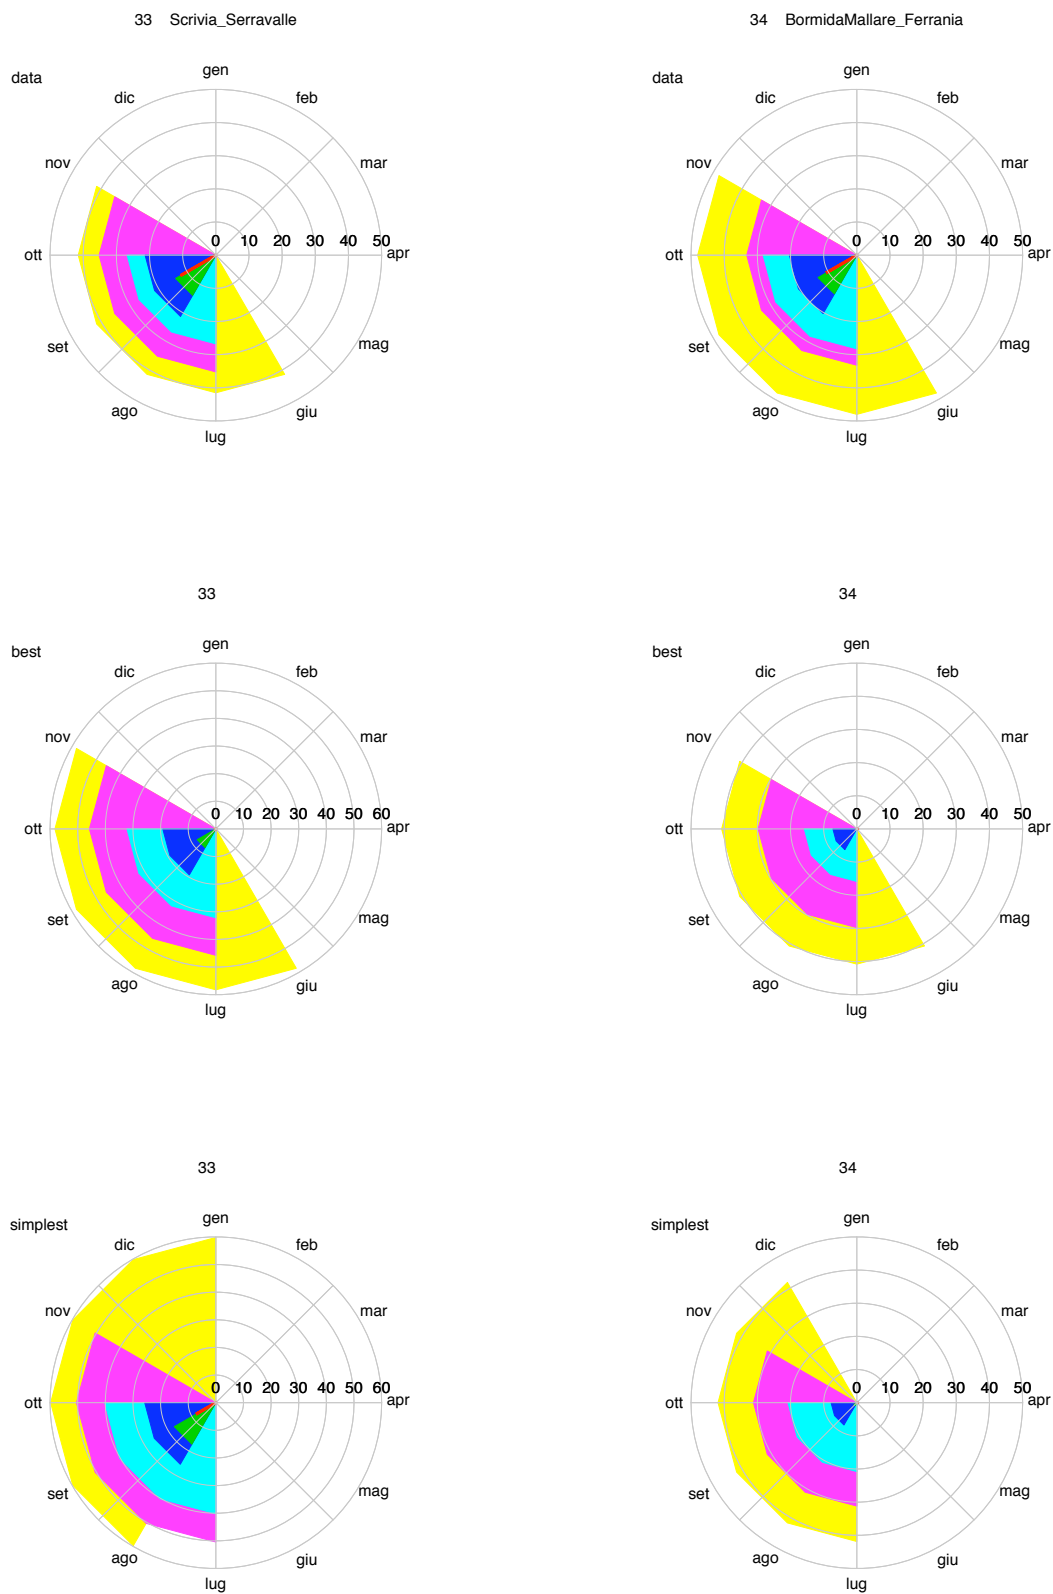 33 Scrivia_Serravalle
34 BormidaMallare_Ferrania
data
gen
dic
feb
nov
mar
0 10 20 30 40 50
ott
apr
set
mag
ago
giu
lug
data
gen
dic
feb
nov
mar
0 10 20 30 40 50
ott
apr
set
mag
ago
giu
lug
33
34
best
gen
dic
feb
nov
mar
0 10 20 30 40 50 60
ott
apr
set
mag
ago
giu
lug
best
gen
dic
feb
nov
mar
0 10 20 30 40 50
ott
apr
set
mag
ago
giu
lug
33
34
simplest
gen
dic
feb
nov
mar
0 10 20 30 40 50 60
ott
apr
set
mag
ago
giu
lug
simplest
gen
dic
feb
nov
mar
0 10 20 30 40 50
ott
apr
set
mag
ago
giu
lug